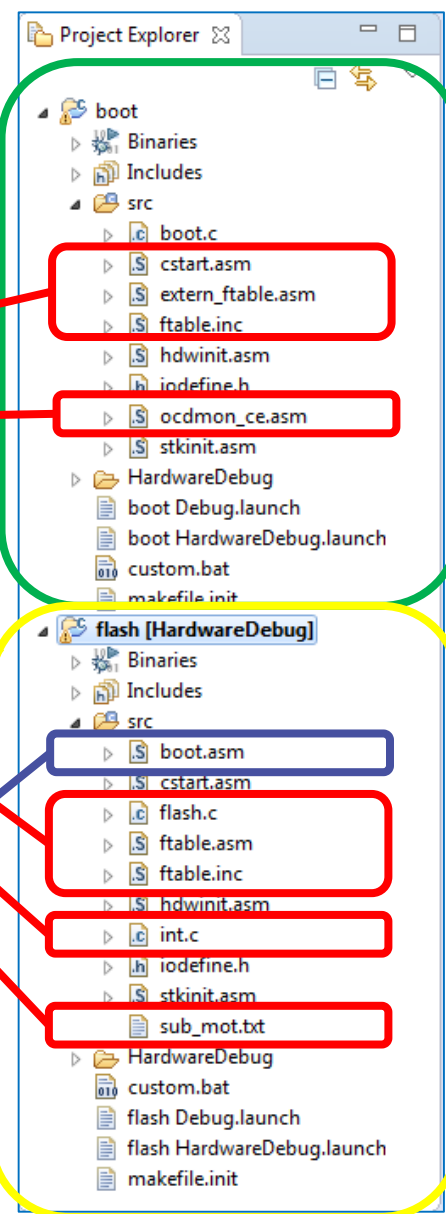 Project Explorer
boot
Binaries
Includes
src
boot.c
cstart.asm
extern_ftable.asm
ftable.inc
hdwinit.asm
iodefine.h
ocdmon_ce.asm
stkinit.asm
HardwareDebug
boot Debug.launch
boot HardwareDebug.launch
custom.bat
makefile.init
flash [HardwareDebug]
Binaries
Includes
src
boot.asm
cstart.asm
flash.c
ftable.asm
ftable.inc
hdwinit.asm
int.c
iodefine.h
stkinit.asm
sub_mot.txt
HardwareDebug
custom.bat
flash Debug.launch
flash HardwareDebug.launch
makefile.init